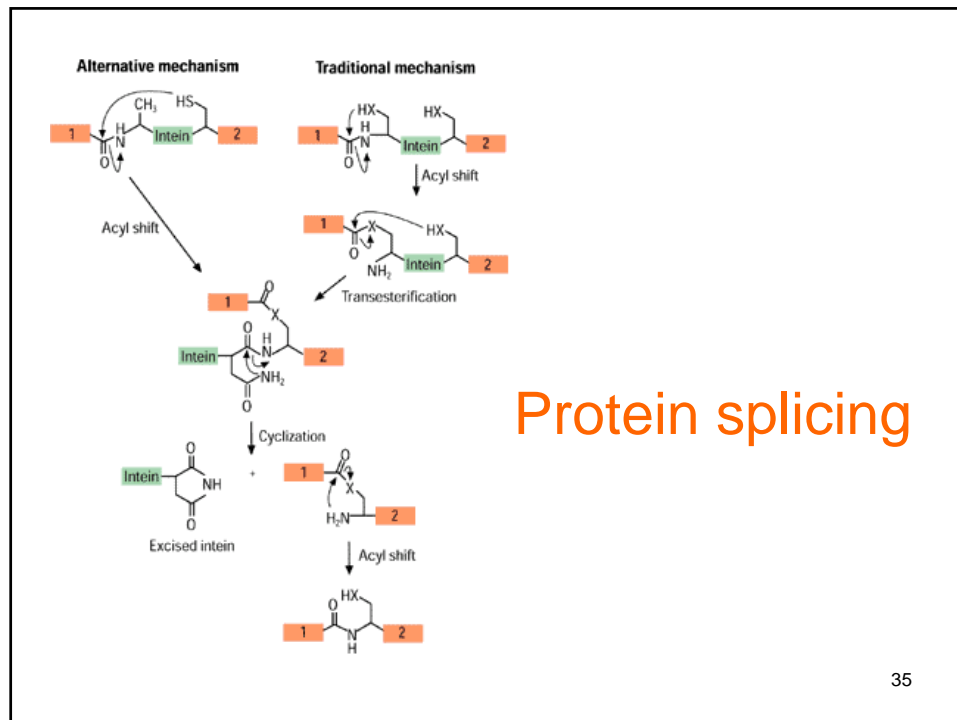 Alternative mechanism
Traditional mechanism
CH3
HS
1
H
N
O
Intein
2
HX
HX
1
H
N
O
Intein
2
Acyl shift
Acyl shift
1
X
HX
O
NH2
Intein
2
Transesterification
1
O
X
O
H
N
Intein
2
NH2
O
Cyclization
O
Intein
NH
O
Excised intein
+
1
O
X
H2N
2
Acyl shift
HX
O
1
N
H
2
Protein splicing
35